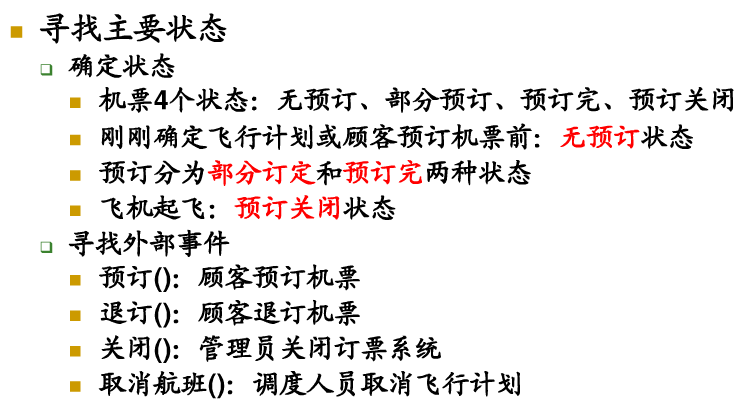 寻找主要状态
确定状态
机票4个状态：无预订、部分预订、预订完、预订关闭
刚刚确定飞行计划或顾客预订机票前：无预订状态
预订分为部分订定和预订完两种状态
飞机起飞：预订关闭状态
寻找外部事件
预订()：顾客预订机票
退订()：顾客退订机票
关闭()：管理员关闭订票系统
取消航班()：调度人员取消飞行计划